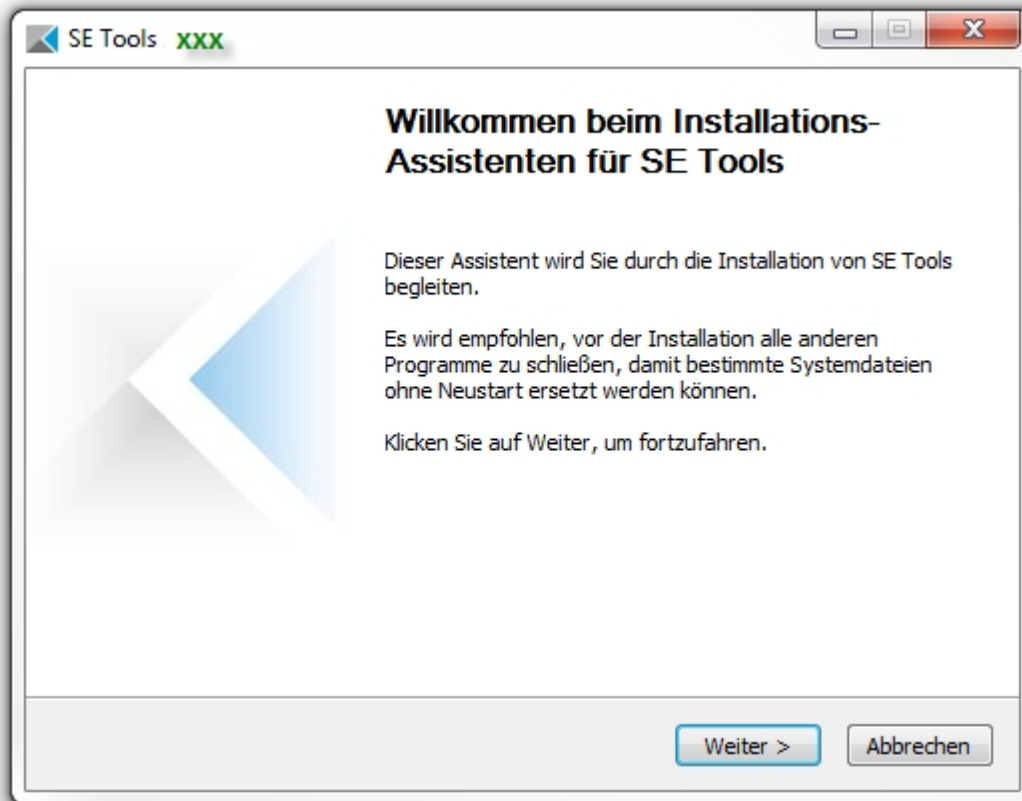 SE Tools xxx
Willkommen beim Installations-
Assistenten für SE Tools
Dieser Assistent wird Sie durch die Installation von SE Tools
begleiten.
Es wird empfohlen, vor der Installation alle anderen
Programme zu schließen, damit bestimmte Systemdateien
ohne Neustart ersetzt werden können.
Klicken Sie auf Weiter, um fortzufahren.
Weiter > Abbrechen